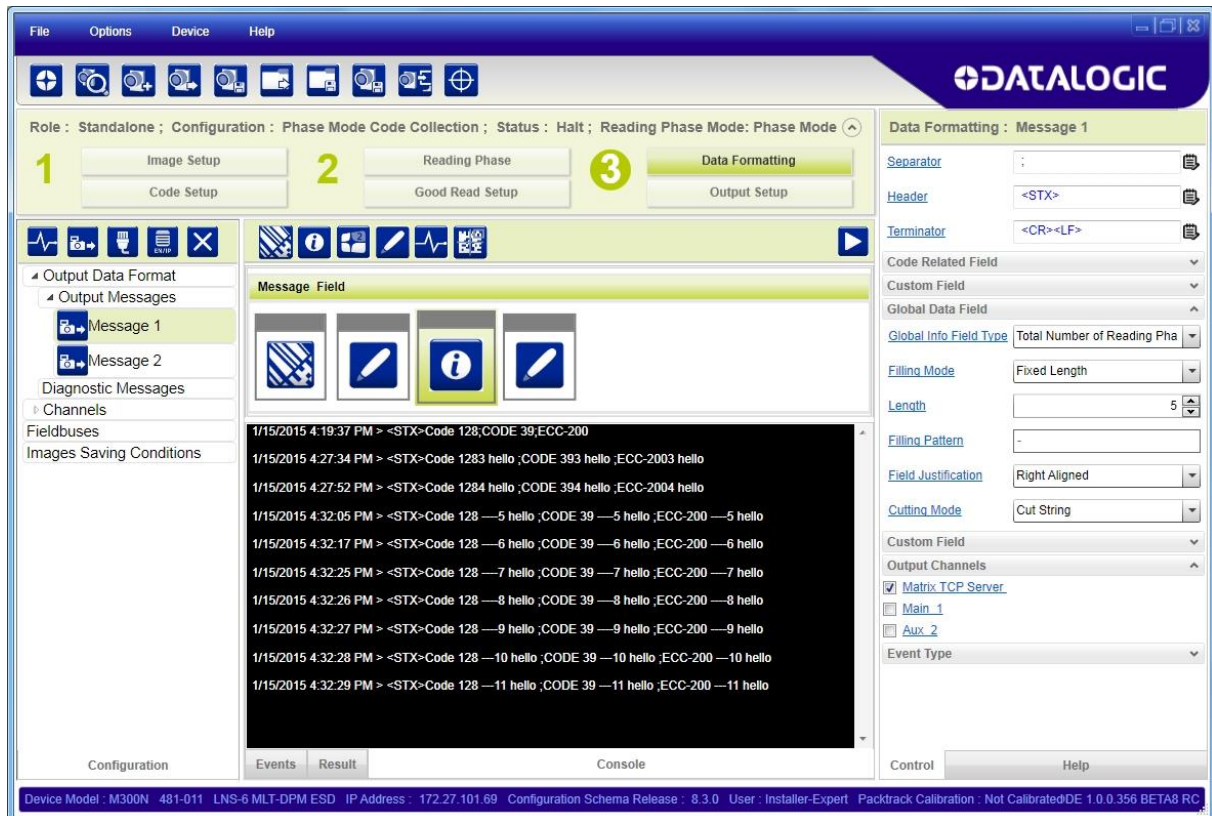 File Options Device Help
DATALOGIC
Role : Standalone ; Configuration : Phase Mode Code Collection ; Status : Halt ; Reading Phase Mode: Phase Mode
1
Image Setup
Code Setup
2
Reading Phase
Good Read Setup
3
Data Formatting
Output Setup
EN/IP
Output Data Format
Output Messages
Message 1
Message 2
Diagnostic Messages
Channels
Fieldbuses
Images Saving Conditions
Configuration
Message Field
1/15/2015 4:19:37 PM > <STX>Code 128;CODE 39;ECC-200
1/15/2015 4:27:34 PM > <STX>Code 1283 hello ;CODE 393 hello ;ECC-2003 hello
1/15/2015 4:27:52 PM > <STX>Code 1284 hello ;CODE 394 hello ;ECC-2004 hello
1/15/2015 4:32:05 PM > <STX>Code 128 ----5 hello ;CODE 39 ----5 hello ;ECC-200 ----5 hello
1/15/2015 4:32:17 PM > <STX>Code 128 ----6 hello ;CODE 39 ----6 hello ;ECC-200 ----6 hello
1/15/2015 4:32:25 PM > <STX>Code 128 ----7 hello ;CODE 39 ----7 hello ;ECC-200 ----7 hello
1/15/2015 4:32:26 PM > <STX>Code 128 ----8 hello ;CODE 39 ----8 hello ;ECC-200 ----8 hello
1/15/2015 4:32:27 PM > <STX>Code 128 ----9 hello ;CODE 39 ----9 hello ;ECC-200 ----9 hello
1/15/2015 4:32:28 PM > <STX>Code 128 ---10 hello ;CODE 39 ---10 hello ;ECC-200 ---10 hello
1/15/2015 4:32:29 PM > <STX>Code 128 ---11 hello ;CODE 39 ---11 hello ;ECC-200 ---11 hello
Events Result Console
Data Formatting : Message 1
Separator ;
Header <STX>
Terminator <CR><LF>
Code Related Field
Custom Field
Global Data Field
Global Info Field Type Total Number of Reading Pha
Filling Mode Fixed Length
Length 5
Filling Pattern -
Field Justification Right Aligned
Cutting Mode Cut String
Custom Field
Output Channels
Matrix TCP Server
Main_1
Aux_2
Event Type
Control Help
Device Model : M300N 481-011 LNS-6 MLT-DPM ESD IP Address : 172.27.101.69 Configuration Schema Release : 8.3.0 User : Installer-Expert Packtrack Calibration : Not Calibrated DE 1.0.0.356 BETA8 RC